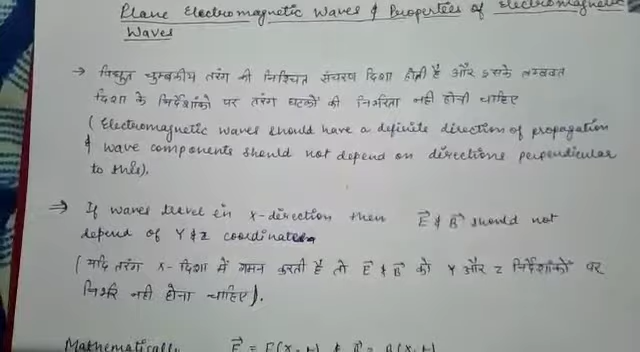 Plane Electromagnetic Waves & Properties of Electromagnetic
Waves
→ विद्युत चुम्बकीय तरंग की निश्चित संचरण दिशा होती है और इसके लम्बवत
दिशा के निर्देशांको पर तरंग घटकों की निर्भरता नही होनी चाहिए
(Electromagnetic waves should have a definite direction of propagation
& wave components should not depend on directions perpendicular
to this).
⇒ If waves travel in X-direction then E⃗ & B⃗ should not
depend of Y & Z coordinates
(यदि तरंग X- दिशा में गमन करती है तो E⃗ & B⃗ को Y और Z निर्देशांकों पर
निर्भर नही होना चाहिए).
Mathematically E⃗ = E(x, t) & B⃗ = B(x, t)